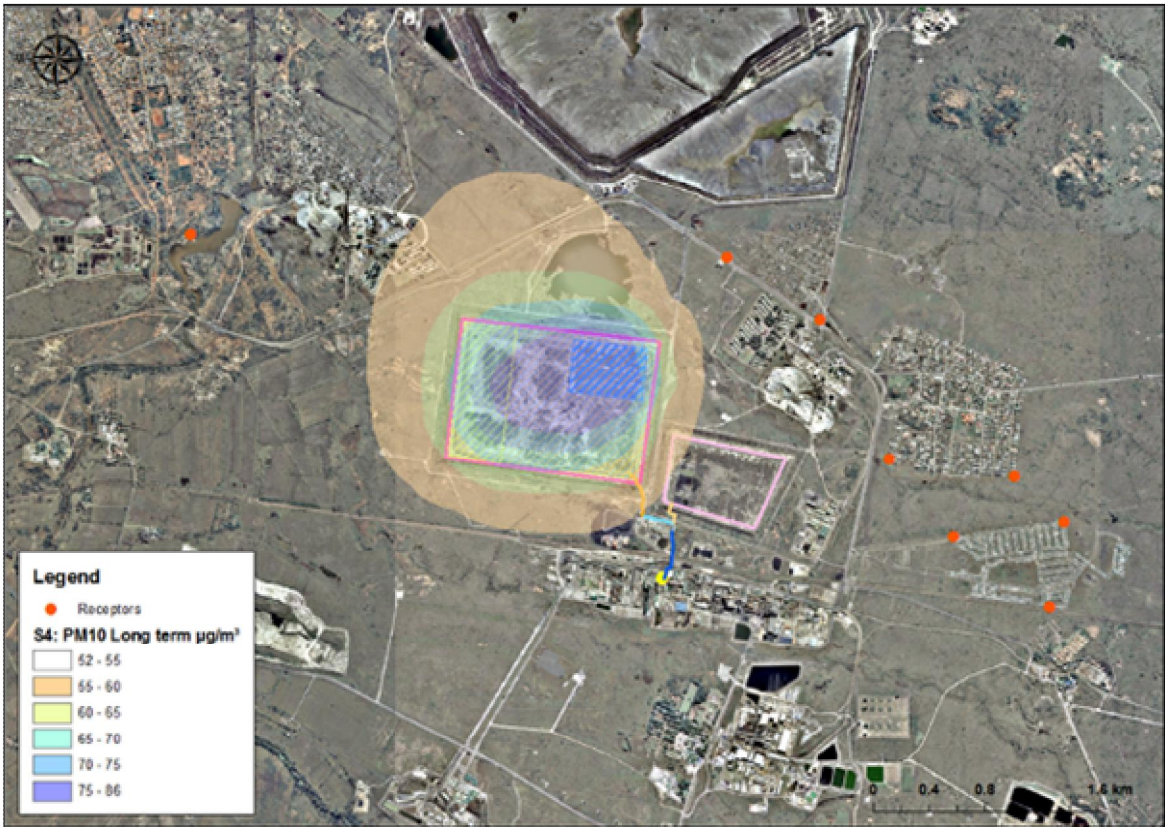 Legend
Receptors
S4: PM10 Long term µg/m³
52 - 55
55 - 60
60 - 65
65 - 70
70 - 75
75 - 86
0 0.4 0.8 1.6 km